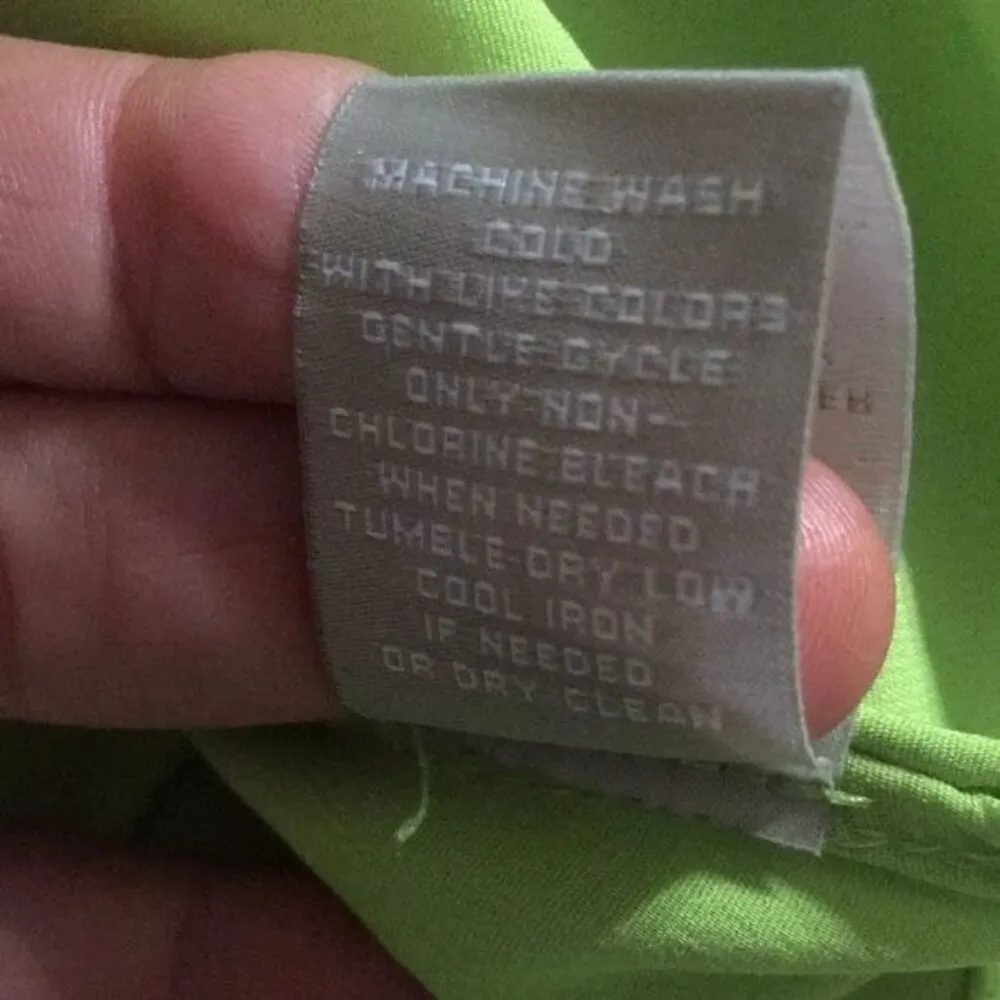 MACHINE WASH
COLD
WITH LIKE COLORS
GENTLE CYCLE
ONLY NON-
CHLORINE BLEACH
WHEN NEEDED
TUMBLE DRY LOW
COOL IRON
IF NEEDED
OR DRY CLEAN